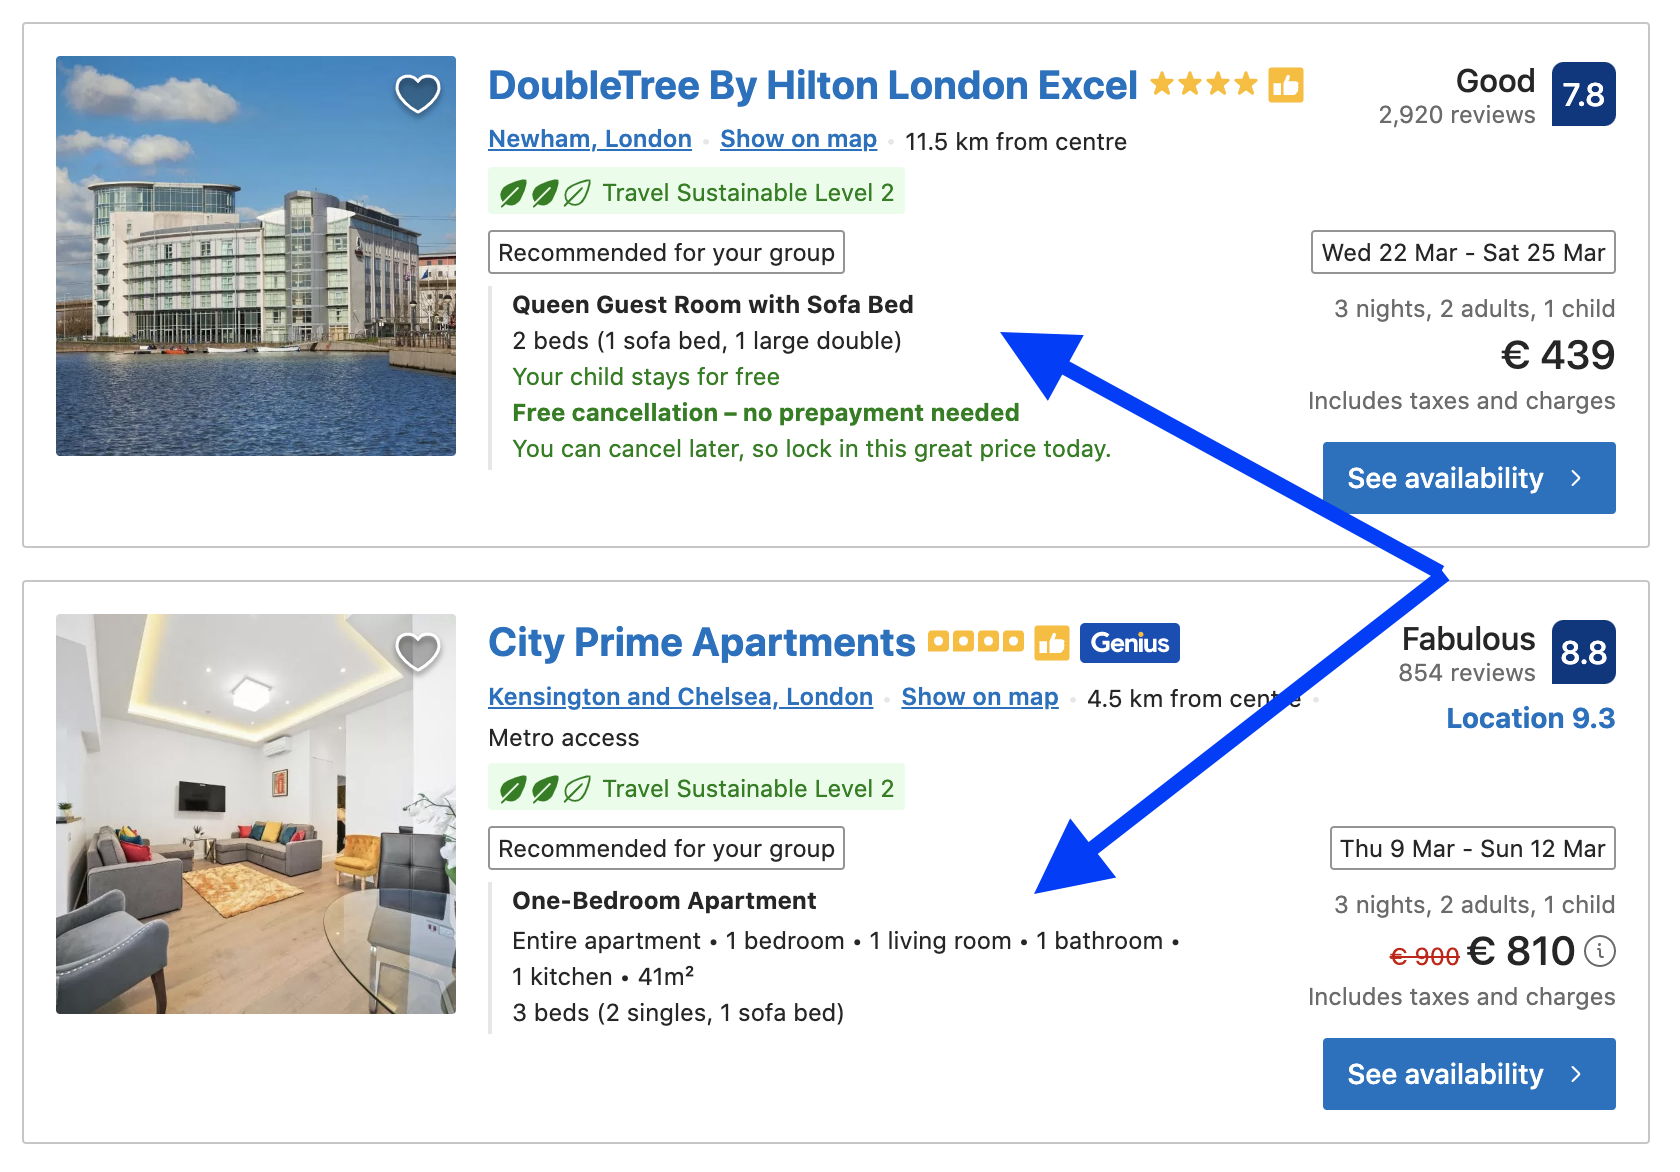 DoubleTree By Hilton London Excel
Good
2,920 reviews
7.8
Newham, London · Show on map · 11.5 km from centre
Travel Sustainable Level 2
Recommended for your group
Wed 22 Mar - Sat 25 Mar
Queen Guest Room with Sofa Bed
3 nights, 2 adults, 1 child
2 beds (1 sofa bed, 1 large double)
€ 439
Your child stays for free
Includes taxes and charges
Free cancellation – no prepayment needed
You can cancel later, so lock in this great price today.
See availability
City Prime Apartments
Genius
Fabulous
854 reviews
8.8
Kensington and Chelsea, London · Show on map · 4.5 km from centre ·
Location 9.3
Metro access
Travel Sustainable Level 2
Recommended for your group
Thu 9 Mar - Sun 12 Mar
One-Bedroom Apartment
3 nights, 2 adults, 1 child
Entire apartment • 1 bedroom • 1 living room • 1 bathroom •
€ 900 € 810
1 kitchen • 41m²
Includes taxes and charges
3 beds (2 singles, 1 sofa bed)
See availability